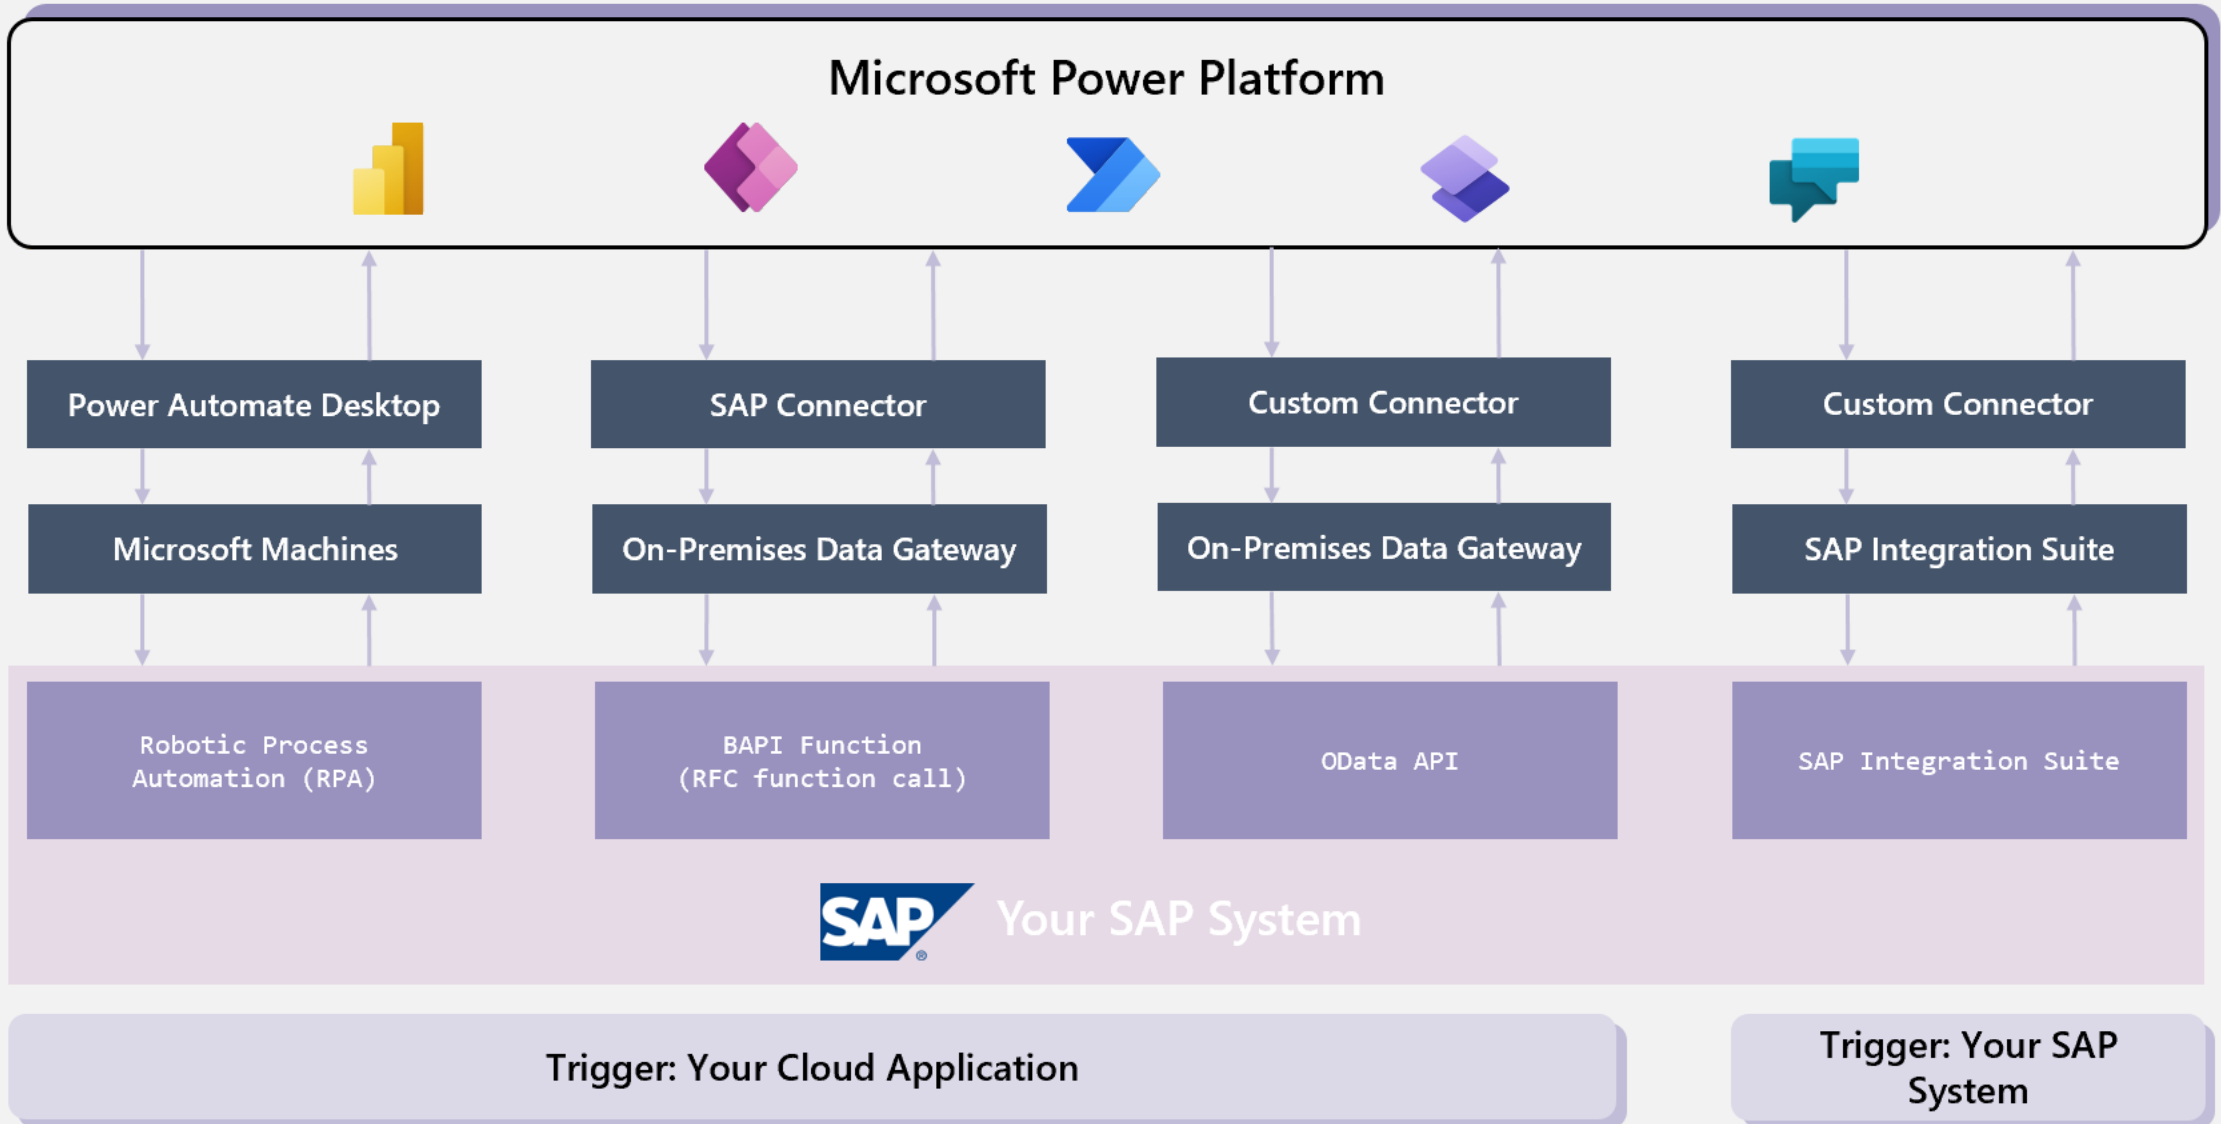 Microsoft Power Platform
Power Automate Desktop
SAP Connector
Custom Connector
Custom Connector
Microsoft Machines
On-Premises Data Gateway
On-Premises Data Gateway
SAP Integration Suite
Robotic Process
Automation (RPA)
BAPI Function
(RFC function call)
OData API
SAP Integration Suite
SAP®
Your SAP System
Trigger: Your Cloud Application
Trigger: Your SAP
System